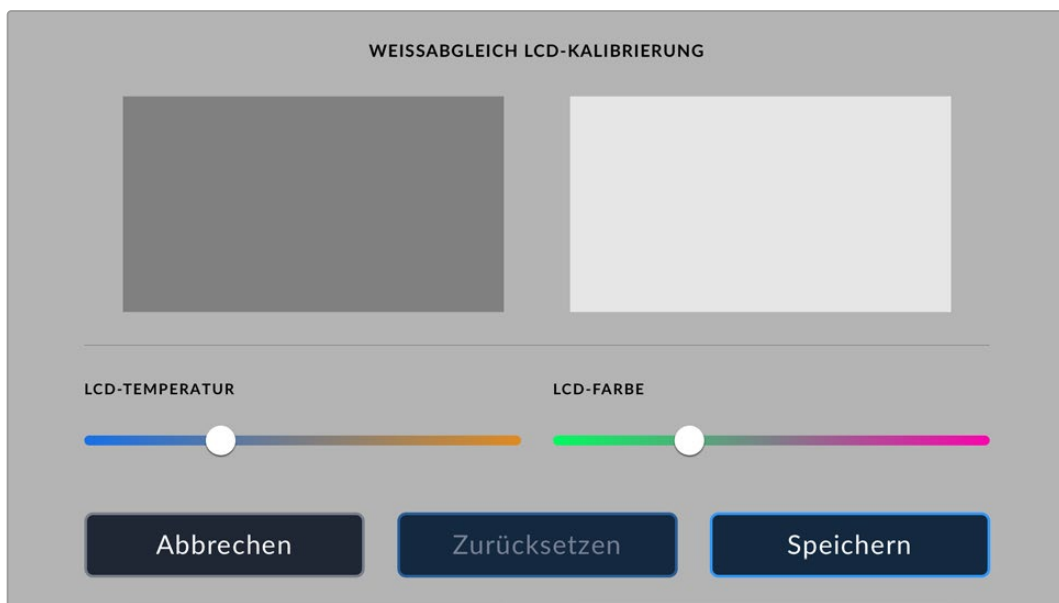 WEISSABGLEICH LCD-KALIBRIERUNG
LCD-TEMPERATUR
LCD-FARBE
Abbrechen
Zurücksetzen
Speichern